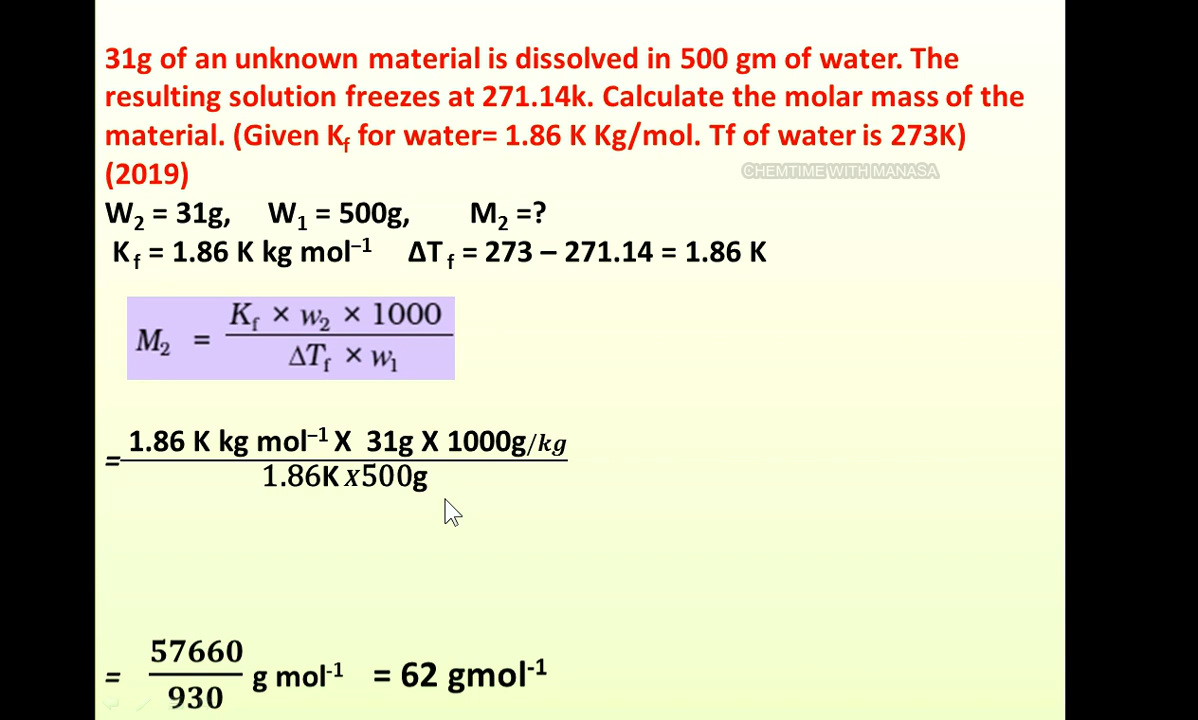 31g of an unknown material is dissolved in 500 gm of water. The
resulting solution freezes at 271.14k. Calculate the molar mass of the
material. (Given Kf for water= 1.86 K Kg/mol. Tf of water is 273K)
(2019)
CHEMTIME WITH MANASA
W₂ = 31g, W₁ = 500g, M₂ =?
Kf = 1.86 K kg mol⁻¹ ΔTf = 273 – 271.14 = 1.86 K
M₂ = Kf × w₂ × 1000
ΔTf × w₁
= 1.86 K kg mol⁻¹ X 31g X 1000g/kg
1.86K x500g
= 57660 g mol⁻¹ = 62 gmol⁻¹
930